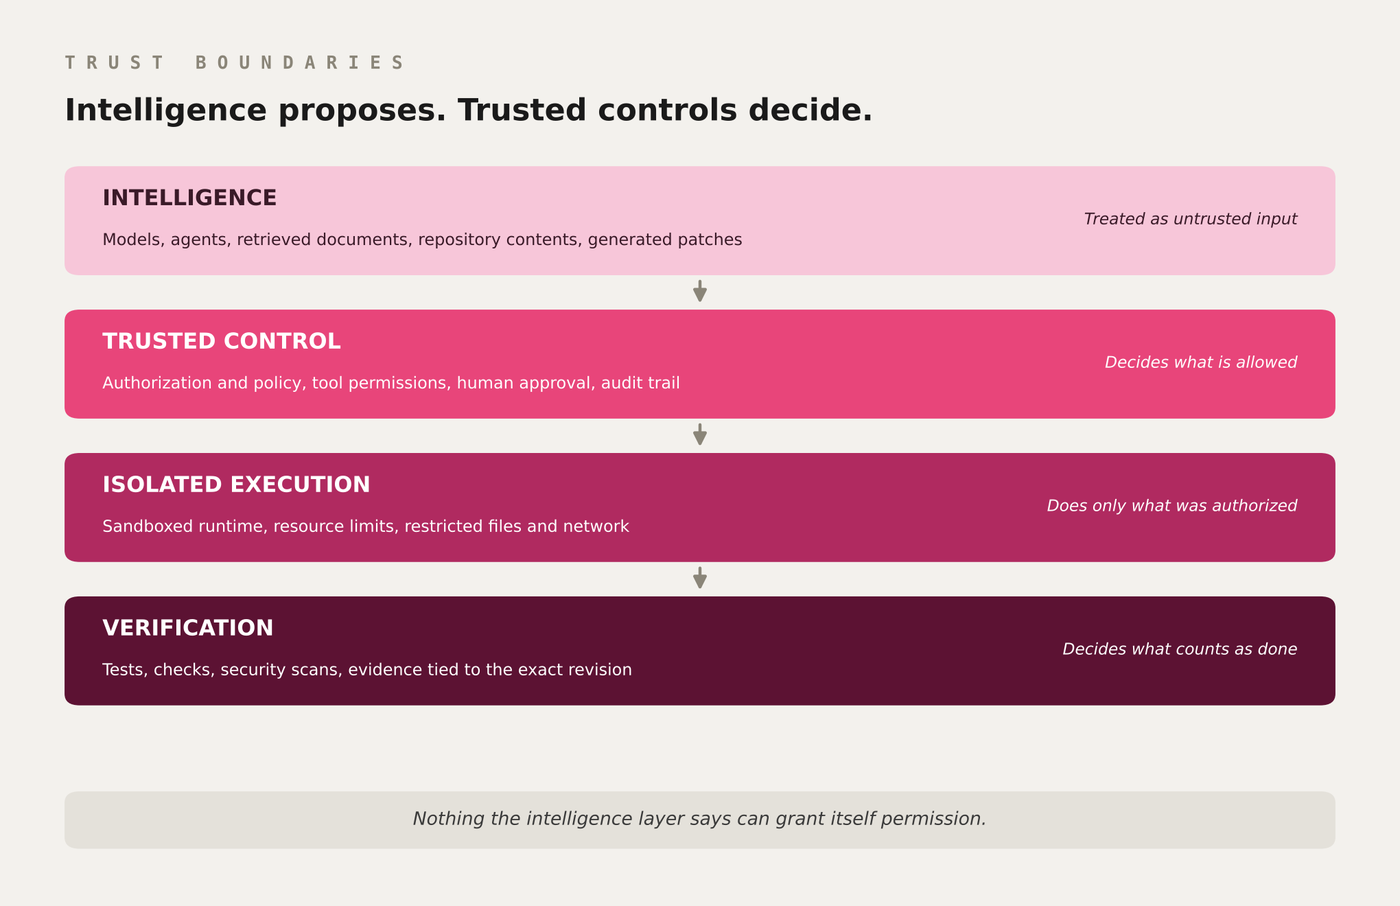 TRUST BOUNDARIES
Intelligence proposes. Trusted controls decide.
INTELLIGENCE
Models, agents, retrieved documents, repository contents, generated patches
Treated as untrusted input
TRUSTED CONTROL
Authorization and policy, tool permissions, human approval, audit trail
Decides what is allowed
ISOLATED EXECUTION
Sandboxed runtime, resource limits, restricted files and network
Does only what was authorized
VERIFICATION
Tests, checks, security scans, evidence tied to the exact revision
Decides what counts as done
Nothing the intelligence layer says can grant itself permission.